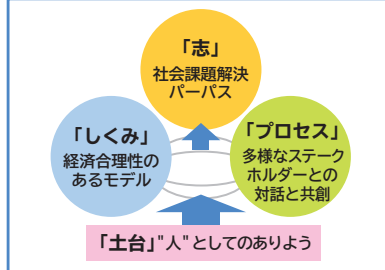 「志」
社会課題解決
パーパス
「しくみ」
経済合理性の
あるモデル
「プロセス」
多様なステーク
ホルダーとの
対話と共創
「土台」"人"としてのありよう